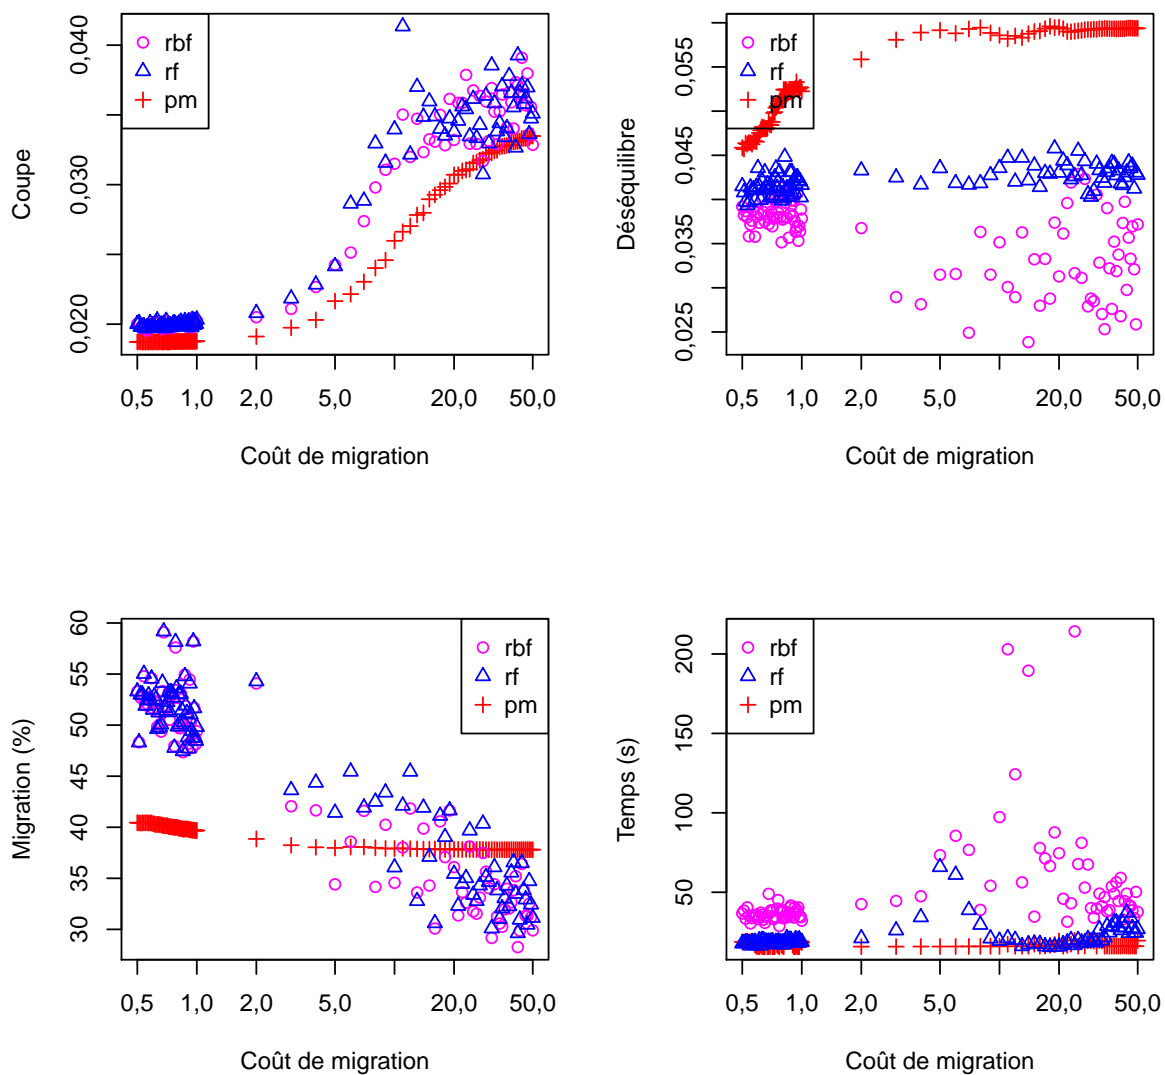 Coupe
0,040
0,030
0,020
rbf
rf
pm
0,5 1,0 2,0 5,0 20,0 50,0
Coût de migration
Déséquilibre
0,055
0,045
0,035
0,025
rbf
rf
pm
0,5 1,0 2,0 5,0 20,0 50,0
Coût de migration
Migration (%)
60
55
50
45
40
35
30
rbf
rf
pm
0,5 1,0 2,0 5,0 20,0 50,0
Coût de migration
Temps (s)
200
150
100
50
rbf
rf
pm
0,5 1,0 2,0 5,0 20,0 50,0
Coût de migration